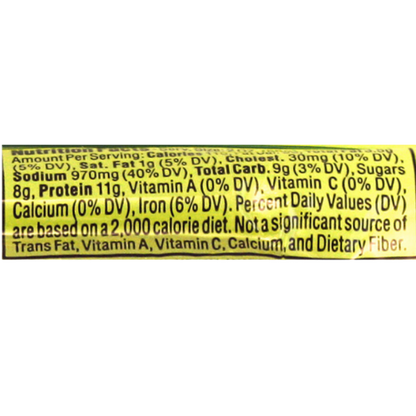 Nutrition Facts
Amount Per Serving: Calories
(5% DV), Sat. Fat 1g (5% DV), Cholest. 30mg (10% DV),
Sodium 970mg (40% DV), Total Carb. 9g (3% DV), Sugars
8g, Protein 11g, Vitamin A (0% DV), Vitamin C (0% DV),
Calcium (0% DV), Iron (6% DV). Percent Daily Values (DV)
are based on a 2,000 calorie diet. Not a significant source of
Trans Fat, Vitamin A, Vitamin C, Calcium, and Dietary Fiber.